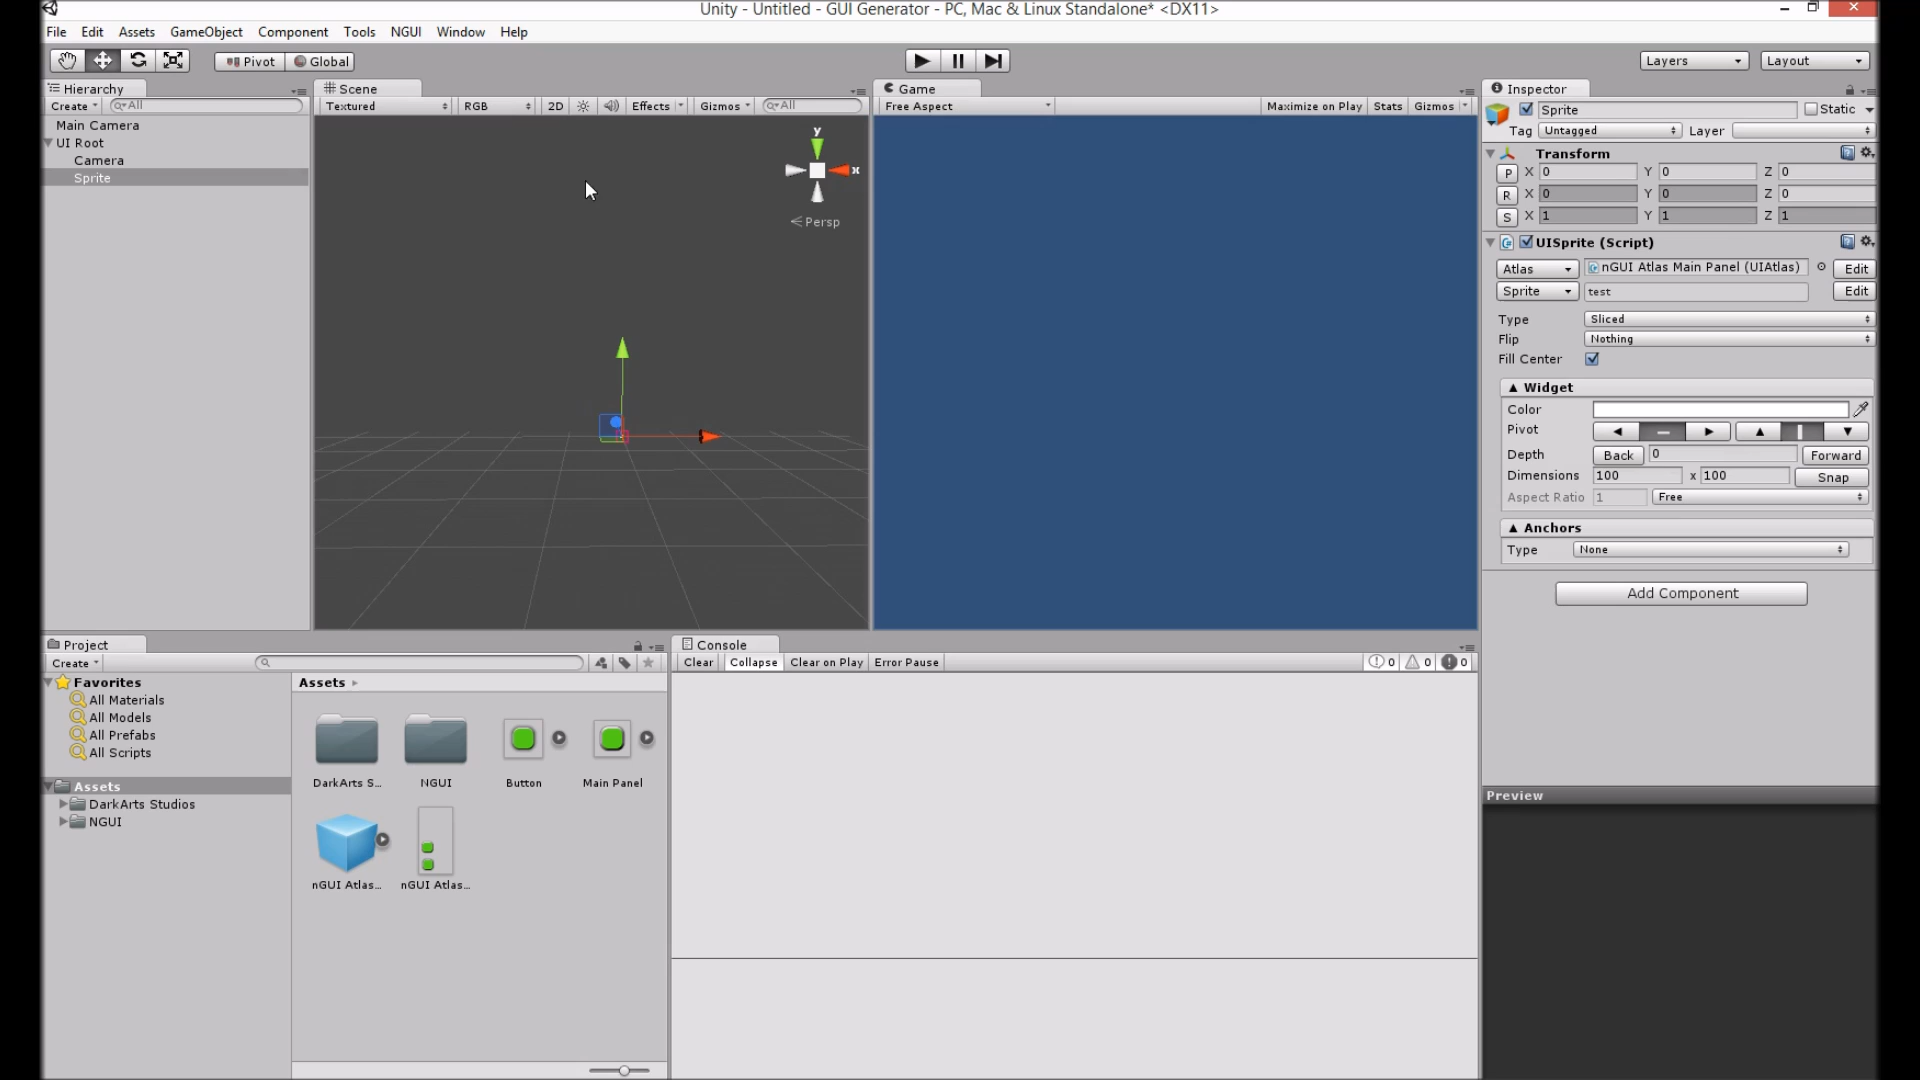 Unity - Untitled - GUI Generator - PC, Mac & Linux Standalone* <DX11>
File Edit Assets GameObject Component Tools NGUI Window Help
Pivot Global Layers Layout
Hierarchy
Create All
Main Camera
UI Root
Camera
Sprite
Scene
Textured RGB 2D Effects Gizmos All
y
x
Persp
Game
Free Aspect Maximize on Play Stats Gizmos
Inspector
Sprite Static
Tag Untagged Layer
Transform
P X 0 Y 0 Z 0
R X 0 Y 0 Z 0
S X 1 Y 1 Z 1
UISprite (Script)
Atlas nGUI Atlas Main Panel (UIAtlas) Edit
Sprite test Edit
Type Sliced
Flip Nothing
Fill Center
▲ Widget
Color
Pivot
Depth Back 0 Forward
Dimensions 100 x 100 Snap
Aspect Ratio 1 Free
▲ Anchors
Type None
Add Component
Preview
Project
Create
Favorites
All Materials
All Models
All Prefabs
All Scripts
Assets
DarkArts Studios
NGUI
Assets
DarkArts S...
NGUI
Button
Main Panel
nGUI Atlas...
nGUI Atlas...
Console
Clear Collapse Clear on Play Error Pause 0 0 0